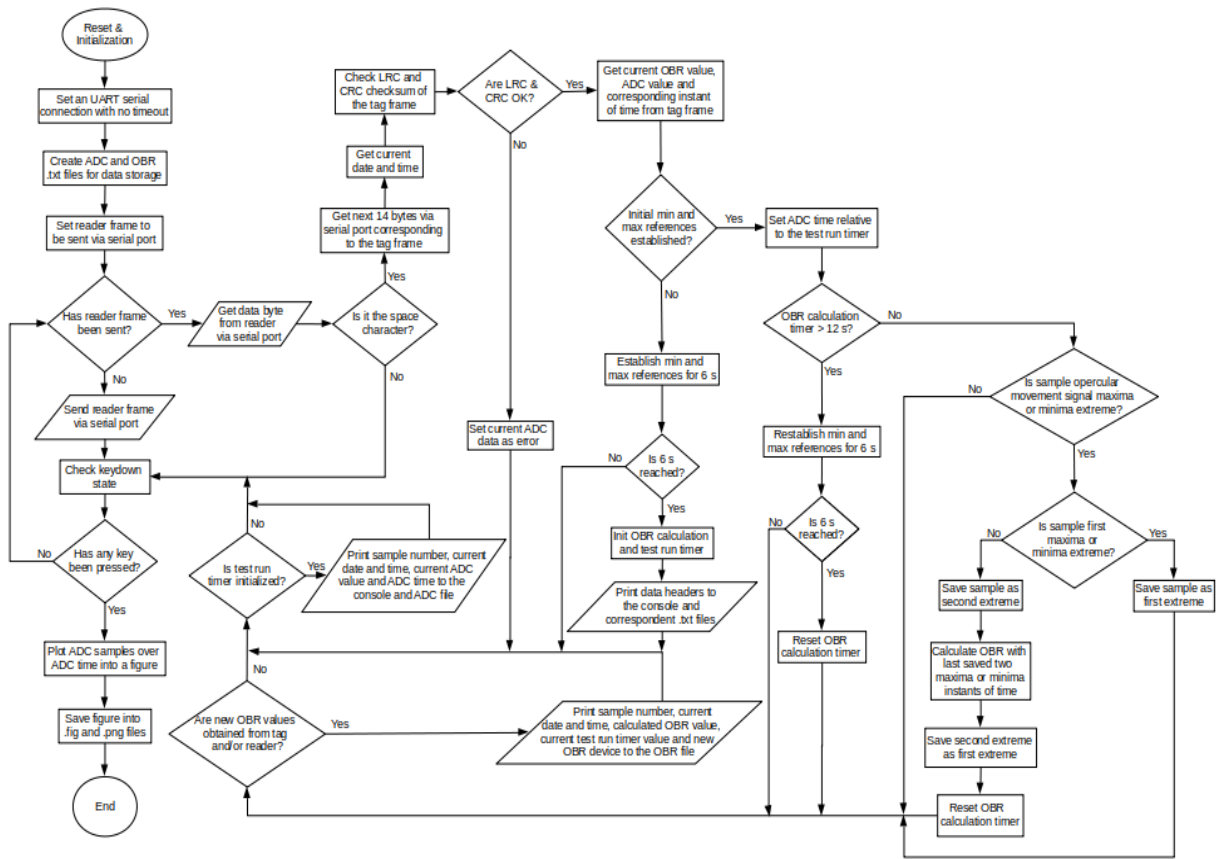 Reset &
Initialization
Set an UART serial
connection with no timeout
Create ADC and OBR
.txt files for data storage
Set reader frame to
be sent via serial port
Has reader frame
been sent?
Yes
No
Send reader frame
via serial port
Check keydown
state
Has any key
been pressed?
No
Yes
Plot ADC samples over
ADC time into a figure
Save figure into
.fig and .png files
End
Get data byte
from reader
via serial port
Is it the space
character?
Yes
No
Get next 14 bytes via
serial port corresponding
to the tag frame
Get current
date and time
Check LRC and
CRC checksum of
the tag frame
Are LRC &
CRC OK?
Yes
No
Set current ADC
data as error
Get current OBR value,
ADC value and
corresponding instant
of time from tag frame
Initial min and
max references
established?
Yes
No
Establish min and
max references for 6 s
Is 6 s
reached?
No
Yes
Init OBR calculation
and test run timer
Print data headers to
the console and
correspondent .txt files
Set ADC time relative
to the test run timer
OBR calculation
timer > 12 s?
No
Yes
Restablish min and
max references for 6 s
Is 6 s
reached?
No
Yes
Reset OBR
calculation timer
Is sample opercular
movement signal maxima
or minima extreme?
No
Yes
Is sample first
maxima or
minima extreme?
No
Yes
Save sample as
second extreme
Save sample as
first extreme
Calculate OBR with
last saved two
maxima or minima
instants of time
Save second extreme
as first extreme
Reset OBR
calculation timer
Are new OBR values
obtained from tag
and/or reader?
Yes
No
Print sample number, current
date and time, calculated OBR value,
current test run timer value and new
OBR device to the OBR file
Is test run
timer initialized?
Yes
No
Print sample number, current
date and time, current ADC
value and ADC time to the
console and ADC file